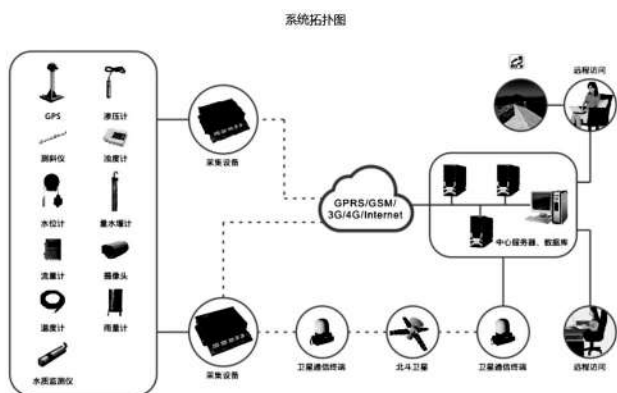 系统拓扑图
GPS
渗压计
测斜仪
浊度计
水位计
量水堰计
流量计
摄像头
温度计
雨量计
水质监测仪
采集设备
采集设备
GPRS/GSM/
3G/4G/Internet
卫星通信终端
北斗卫星
卫星通信终端
中心服务器、数据库
远程访问
远程访问